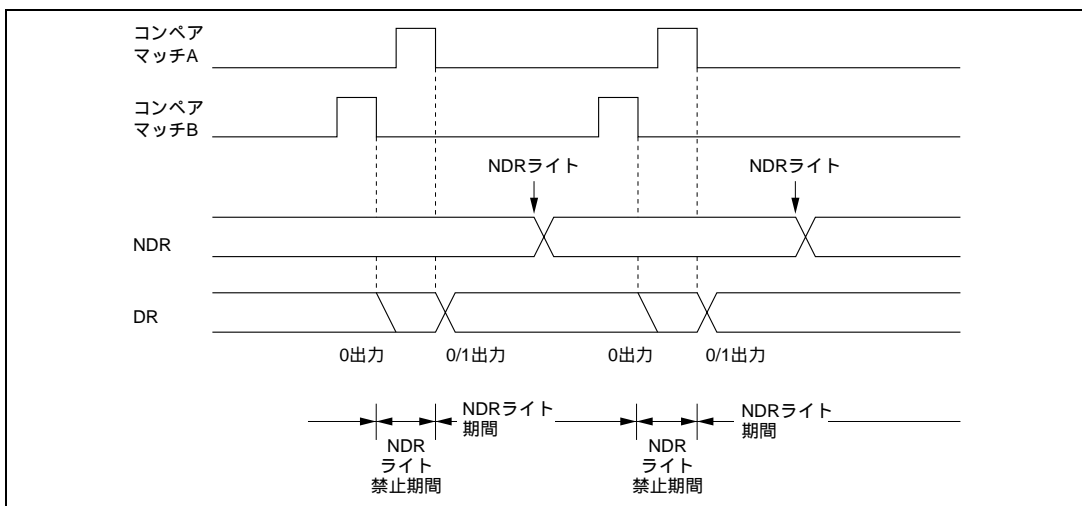 コンペア
マッチA
コンペア
マッチB
NDRライト
NDRライト
NDR
DR
0出力
0/1出力
0出力
0/1出力
NDRライト
期間
NDRライト
期間
NDR
ライト
禁止期間
NDR
ライト
禁止期間